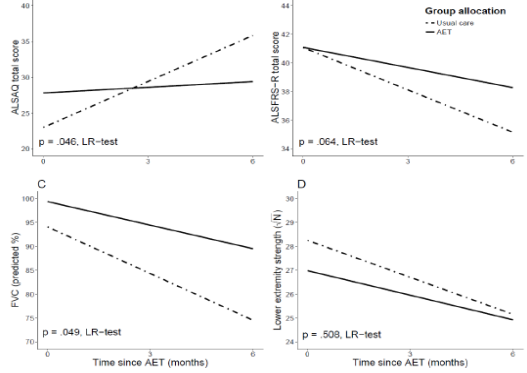 40
35
30
25
20
ALSAQ total score
p = .046, LR-test
0
3
6
44
42
40
38
36
34
ALSFRS-R total score
Group allocation
Usual care
AET
p = .064, LR-test
0
3
6
C
100
95
90
85
80
75
70
FVC (predicted %)
p = .049, LR-test
0
3
6
Time since AET (months)
D
30
29
28
27
26
25
Lower extremity strength (√N)
p = .508, LR-test
0
3
6
Time since AET (months)